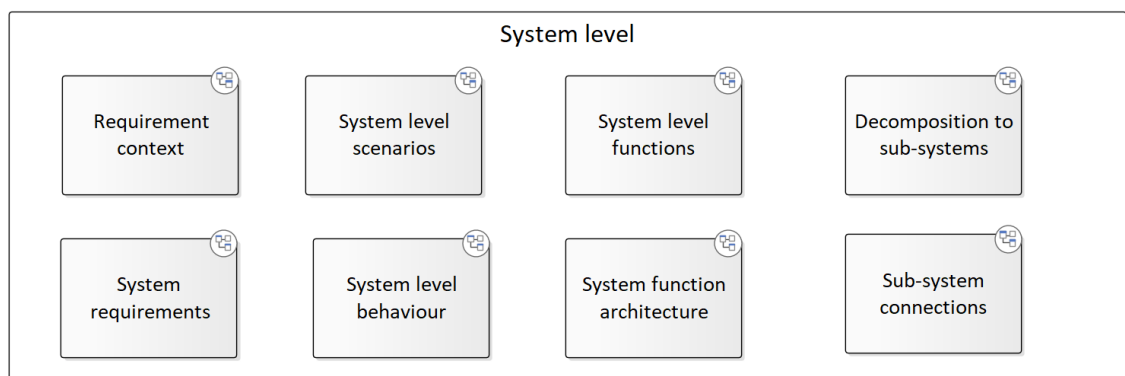 System level
Requirement
context
System level
scenarios
System level
functions
Decomposition to
sub-systems
System
requirements
System level
behaviour
System function
architecture
Sub-system
connections